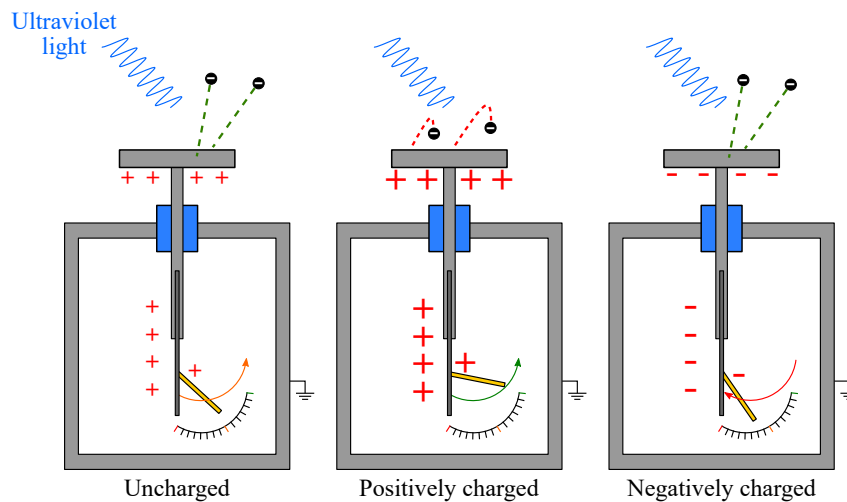 Ultraviolet
light
Uncharged
Positively charged
Negatively charged